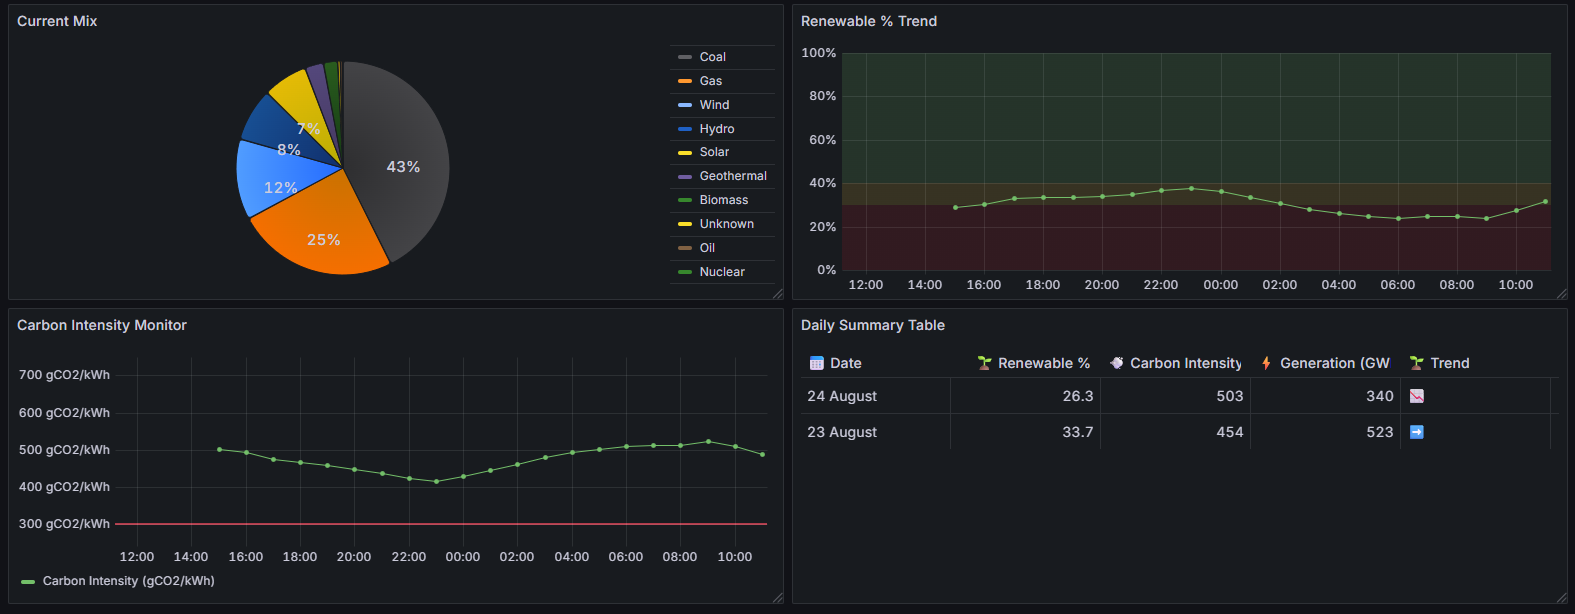 Current Mix
43%
25%
12%
8%
7%
Coal
Gas
Wind
Hydro
Solar
Geothermal
Biomass
Unknown
Oil
Nuclear
Renewable % Trend
100%
80%
60%
40%
20%
0%
12:00 14:00 16:00 18:00 20:00 22:00 00:00 02:00 04:00 06:00 08:00 10:00
Carbon Intensity Monitor
700 gCO2/kWh
600 gCO2/kWh
500 gCO2/kWh
400 gCO2/kWh
300 gCO2/kWh
12:00 14:00 16:00 18:00 20:00 22:00 00:00 02:00 04:00 06:00 08:00 10:00
Carbon Intensity (gCO2/kWh)
Daily Summary Table
Date Renewable % Carbon Intensity Generation (GW Trend
24 August 26.3 503 340
23 August 33.7 454 523